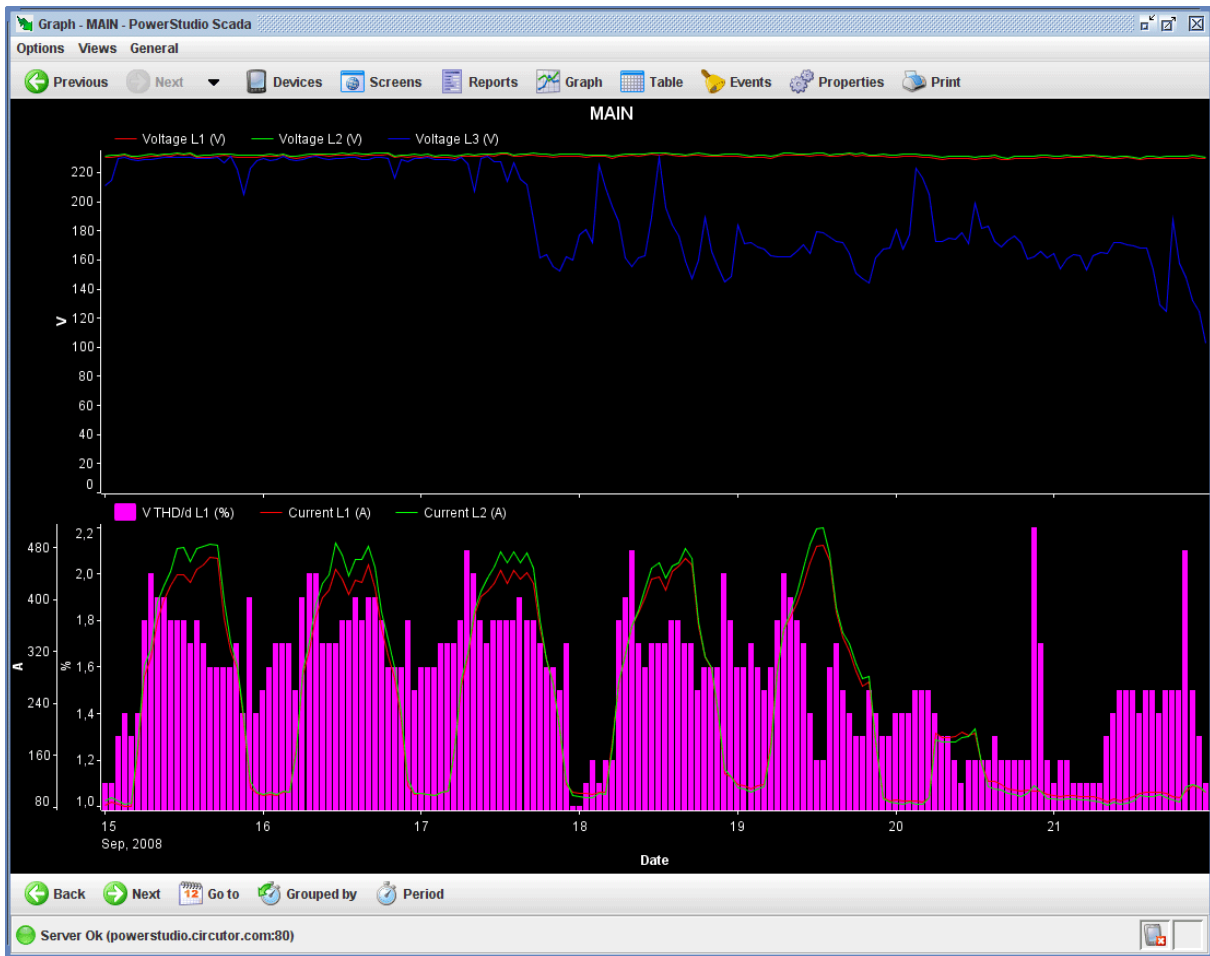 Graph - MAIN - PowerStudio Scada
Options Views General
Previous Next Devices Screens Reports Graph Table Events Properties Print
MAIN
Voltage L1 (V) Voltage L2 (V) Voltage L3 (V)
220
200
180
160
140
V 120
100
80
60
40
20
0
V THD/d L1 (%) Current L1 (A) Current L2 (A)
A
480
400
320
240
160
80
%
2,2
2,0
1,8
1,6
1,4
1,2
1,0
15 16 17 18 19 20 21
Sep, 2008
Date
Back Next 12 Go to Grouped by Period
Server Ok (powerstudio.circutor.com:80)